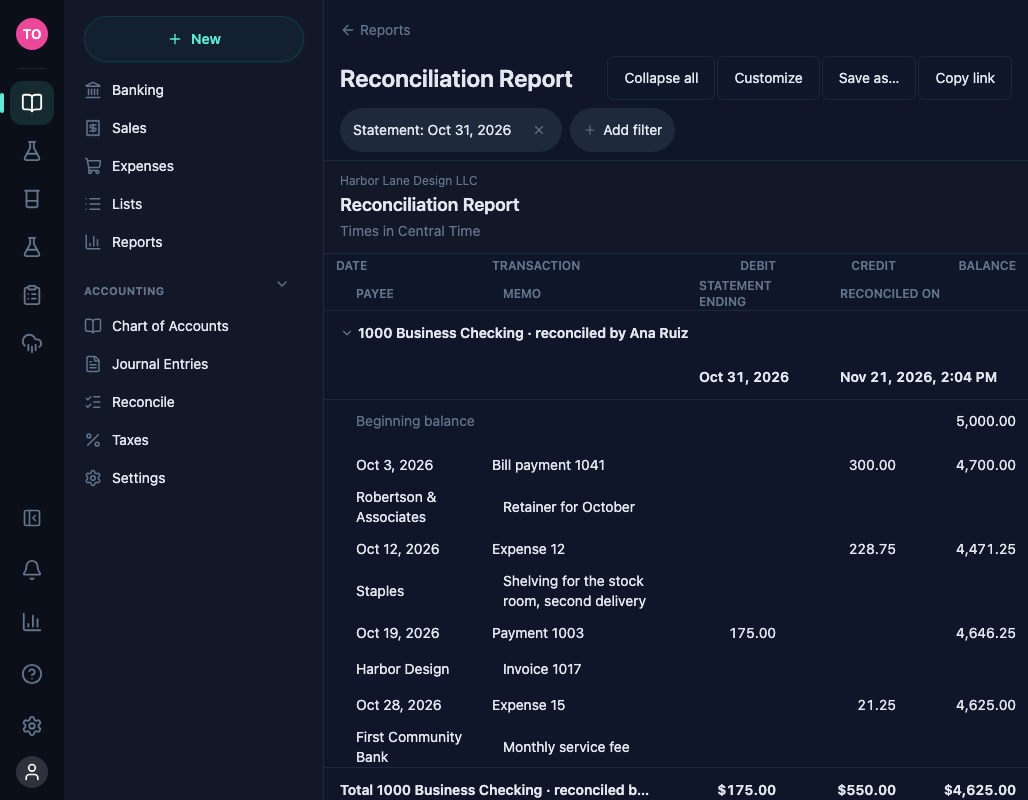 TO
+ New
Banking
Sales
Expenses
Lists
Reports
ACCOUNTING
Chart of Accounts
Journal Entries
Reconcile
Taxes
Settings
← Reports
Reconciliation Report
Collapse all
Customize
Save as...
Copy link
Statement: Oct 31, 2026 ×
+ Add filter
Harbor Lane Design LLC
Reconciliation Report
Times in Central Time
DATE TRANSACTION DEBIT CREDIT BALANCE
PAYEE MEMO STATEMENT ENDING RECONCILED ON
1000 Business Checking · reconciled by Ana Ruiz
Oct 31, 2026 Nov 21, 2026, 2:04 PM
Beginning balance 5,000.00
Oct 3, 2026 Bill payment 1041 300.00 4,700.00
Robertson & Associates Retainer for October
Oct 12, 2026 Expense 12 228.75 4,471.25
Staples Shelving for the stock room, second delivery
Oct 19, 2026 Payment 1003 175.00 4,646.25
Harbor Design Invoice 1017
Oct 28, 2026 Expense 15 21.25 4,625.00
First Community Bank Monthly service fee
Total 1000 Business Checking · reconciled b... $175.00 $550.00 $4,625.00